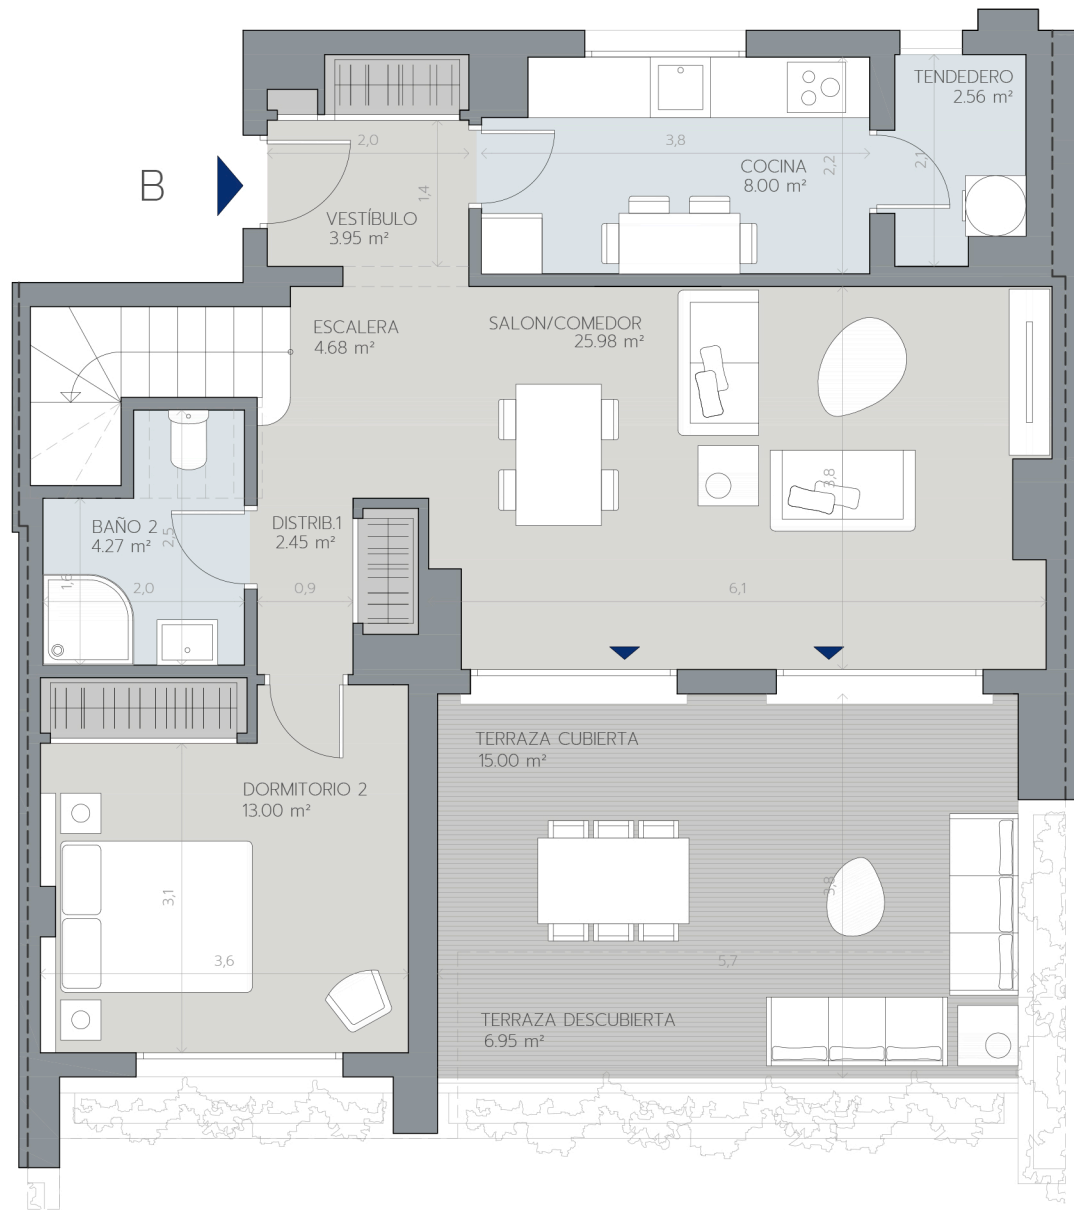 TENDEDERO
2.56 m²
2,0
3,8
COCINA
8.00 m²
2,2
2,1
B
1,4
VESTÍBULO
3.95 m²
ESCALERA
4.68 m²
SALON/COMEDOR
25.98 m²
3,8
BAÑO 2
4.27 m²
2,5
DISTRIB.1
2.45 m²
1,6
2,0
0,9
6,1
TERRAZA CUBIERTA
15.00 m²
DORMITORIO 2
13.00 m²
3,1
3,8
3,6
5,7
TERRAZA DESCUBIERTA
6.95 m²